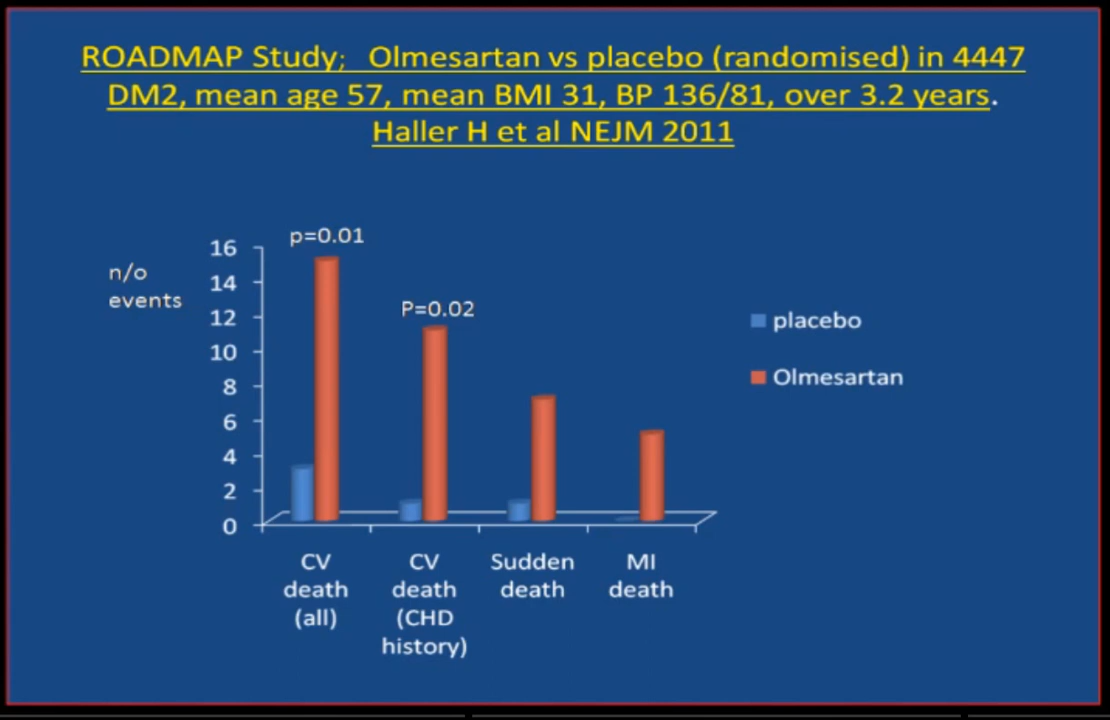 ROADMAP Study;   Olmesartan vs placebo (randomised) in 4447
DM2, mean age 57, mean BMI 31, BP 136/81, over 3.2 years.
Haller H et al NEJM 2011
n/o
events
16
14
12
10
8
6
4
2
0
p=0.01
P=0.02
placebo
Olmesartan
CV
death
(all)
CV
death
(CHD
history)
Sudden
death
MI
death